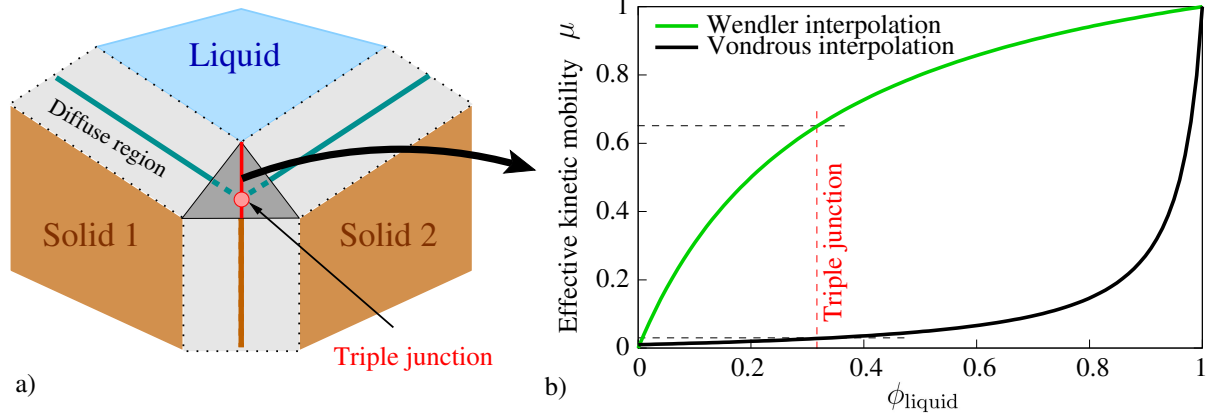 Liquid
Diffuse region
Solid 1
Solid 2
Triple junction
a)
Wendler interpolation
Vondrous interpolation
Effective kinetic mobility μ
1
0.8
0.6
0.4
0.2
0
Triple junction
0
0.2
0.4
0.6
0.8
1
ϕliquid
b)